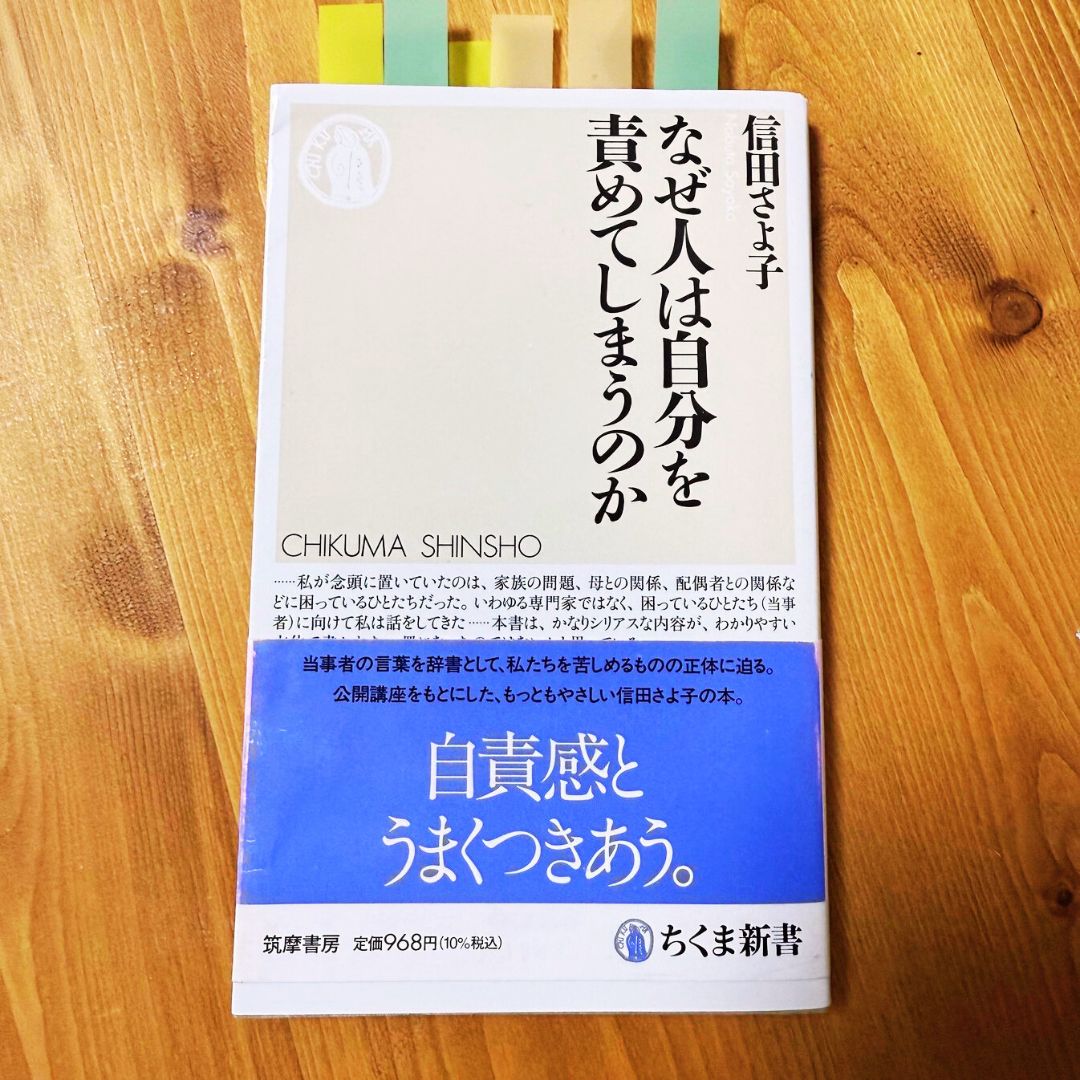 信田さよ子
Nobuta Sayoko
なぜ人は自分を
責めてしまうのか
CHIKUMA SHINSHO
……私が念頭に置いていたのは、家族の問題、母との関係、配偶者との関係な
どに困っているひとたちだった。いわゆる専門家ではなく、困っているひとたち（当事
者）に向けて私は話をしてきた……本書は、かなりシリアスな内容が、わかりやすい
当事者の言葉を辞書として、私たちを苦しめるものの正体に迫る。
公開講座をもとにした、もっともやさしい信田さよ子の本。
自責感と
うまくつきあう。
筑摩書房 定価968円（10%税込）
ちくま新書